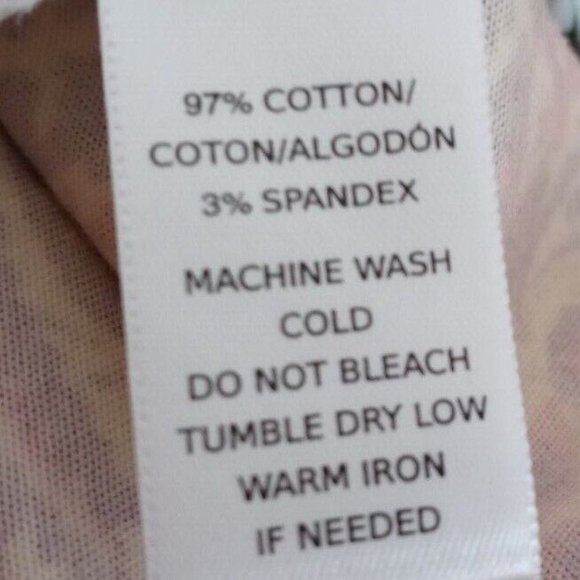 97% COTTON/
COTON/ALGODÓN
3% SPANDEX
MACHINE WASH
COLD
DO NOT BLEACH
TUMBLE DRY LOW
WARM IRON
IF NEEDED